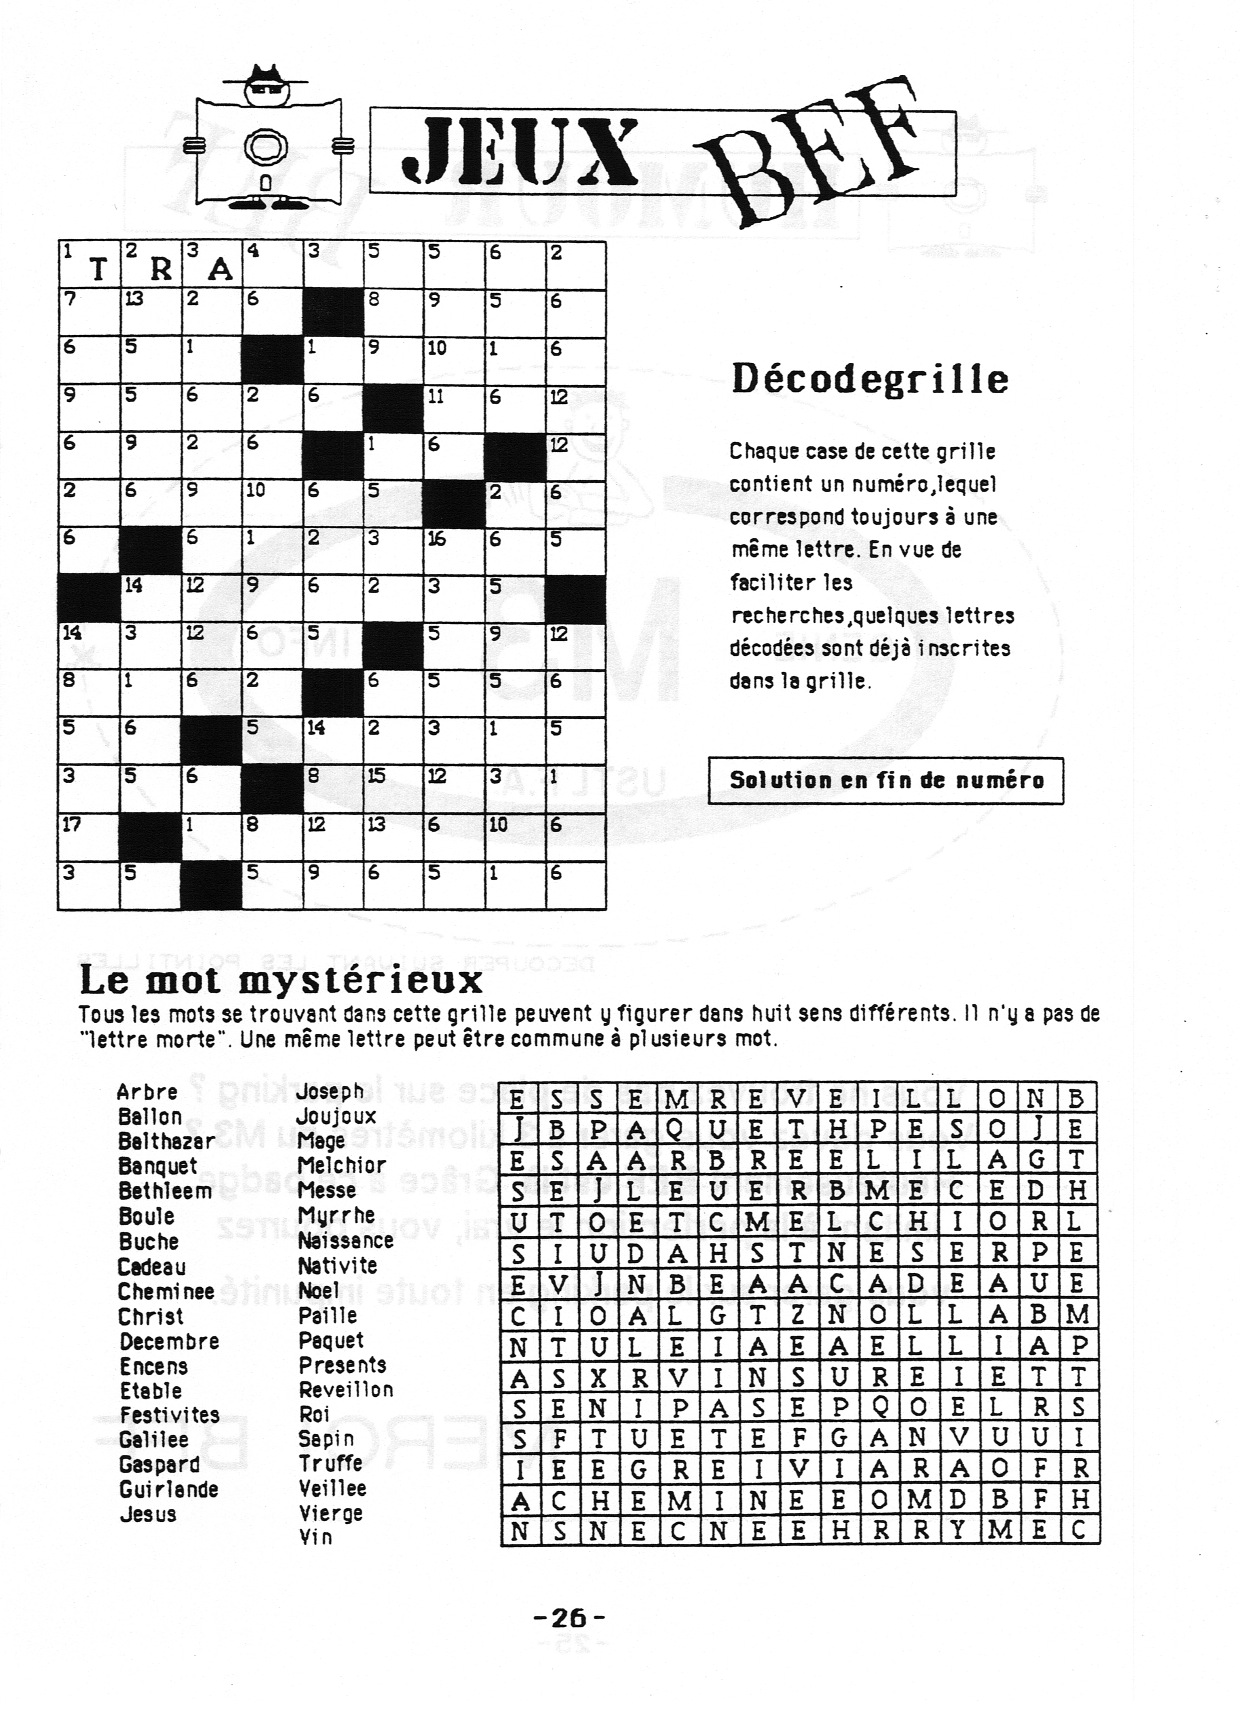 JEUX BEF
1 T 2 R 3 A 4 3 5 5 6 2
7 13 2 6 8 9 5 6
6 5 1 1 9 10 1 6
9 5 6 2 6 11 6 12
6 9 2 6 1 6 12
2 6 9 10 6 5 2 6
6 6 1 2 3 16 6 5
14 12 9 6 2 3 5
14 3 12 6 5 5 9 12
8 1 6 2 6 5 5 6
5 6 5 14 2 3 1 5
3 5 6 8 15 12 3 1
17 1 8 12 13 6 10 6
3 5 5 9 6 5 1 6
Décodegrille
Chaque case de cette grille
contient un numéro,lequel
correspond toujours à une
même lettre. En vue de
faciliter les
recherches,quelques lettres
décodées sont déjà inscrites
dans la grille.
Solution en fin de numéro
Le mot mystérieux
Tous les mots se trouvant dans cette grille peuvent y figurer dans huit sens différents. Il n'y a pas de
"lettre morte". Une même lettre peut être commune à plusieurs mot.
Arbre
Ballon
Balthazar
Banquet
Bethleem
Boule
Buche
Cadeau
Cheminee
Christ
Decembre
Encens
Etable
Festivites
Galilee
Gaspard
Guirlande
Jesus
Joseph
Joujoux
Mage
Melchior
Messe
Myrrhe
Naissance
Nativite
Noel
Paille
Paquet
Presents
Reveillon
Roi
Sapin
Truffe
Veillee
Vierge
Vin
E S S E M R E V E I L L O N B
J B P A Q U E T H P E S O J E
E S A A R B R E E L I L A G T
S E J L E U E R B M E C E D H
U T O E T C M E L C H I O R L
S I U D A H S T N E S E R P E
E V J N B E A A C A D E A U E
C I O A L G T Z N O L L A B M
N T U L E I A E A E L L I A P
A S X R V I N S U R E I E T T
S E N I P A S E P Q O E L R S
S F T U E T E F G A N V U U I
I E E G R E I V I A R A O F R
A C H E M I N E E O M D B F H
N S N E C N E E H R R Y M E C
-26-